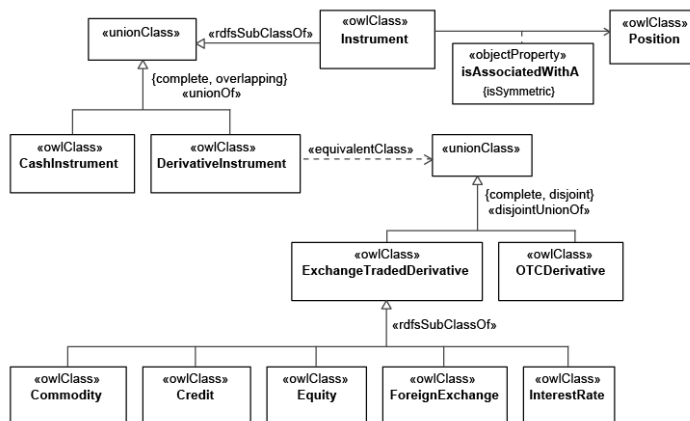 «owlClass»
Instrument
«owlClass»
Position
«unionClass»
«rdfsSubClassOf»
«objectProperty»
isAssociatedWithA
{isSymmetric}
{complete, overlapping}
«unionOf»
«owlClass»
CashInstrument
«owlClass»
DerivativeInstrument
«equivalentClass»
«unionClass»
{complete, disjoint}
«disjointUnionOf»
«owlClass»
ExchangeTradedDerivative
«owlClass»
OTCDerivative
«rdfsSubClassOf»
«owlClass»
Commodity
«owlClass»
Credit
«owlClass»
Equity
«owlClass»
ForeignExchange
«owlClass»
InterestRate